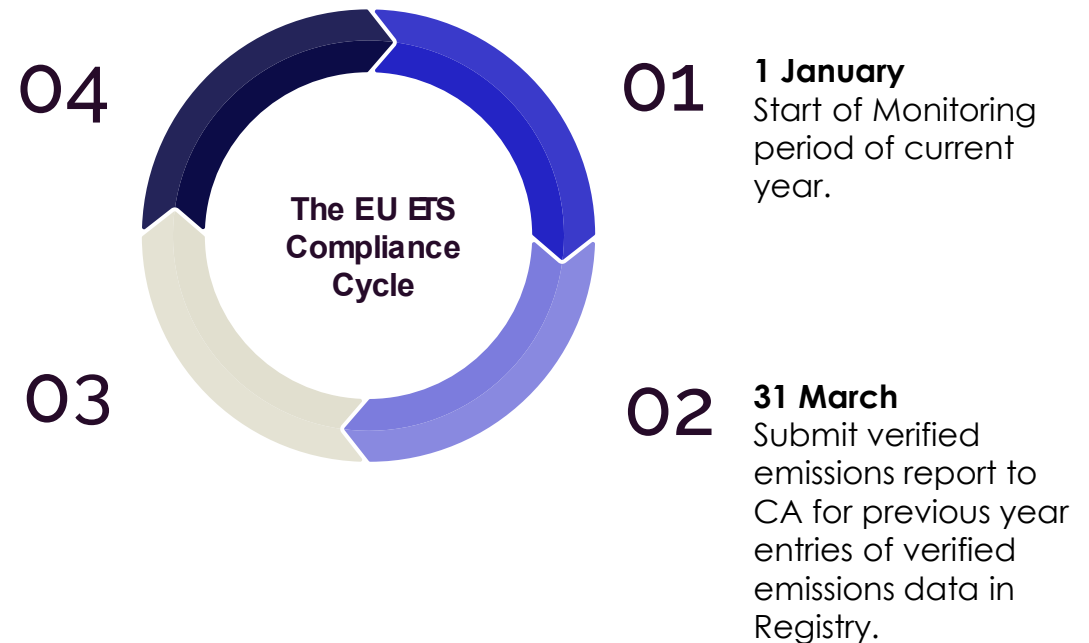 04
01
1 January
Start of Monitoring
period of current
year.
The EU ETS
Compliance
Cycle
03
02
31 March
Submit verified
emissions report to
CA for previous year
entries of verified
emissions data in
Registry.